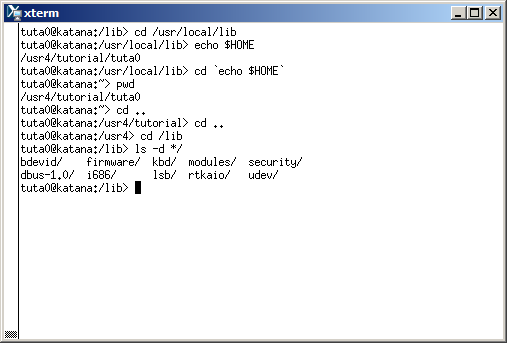 xterm
tuta0@katana:/lib> cd /usr/local/lib
tuta0@katana:/usr/local/lib> echo $HOME
/usr4/tutorial/tuta0
tuta0@katana:/usr/local/lib> cd `echo $HOME`
tuta0@katana:~> pwd
/usr4/tutorial/tuta0
tuta0@katana:~> cd ..
tuta0@katana:/usr4/tutorial> cd ..
tuta0@katana:/usr4> cd /lib
tuta0@katana:/lib> ls -d */
bdevid/   firmware/  kbd/  modules/  security/
dbus-1.0/  i686/      lsb/  rtkaio/   udev/
tuta0@katana:/lib>